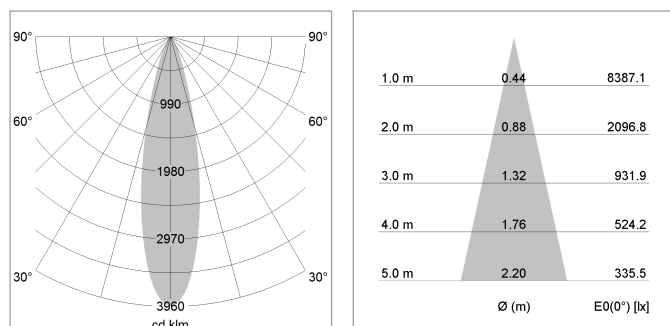 90° 90°
990
60° 60°
1980
2970
30° 30°
3960
cd klm
1.0 m 0.44 8387.1
2.0 m 0.88 2096.8
3.0 m 1.32 931.9
4.0 m 1.76 524.2
5.0 m 2.20 335.5
Ø (m) E0(0°) [lx]